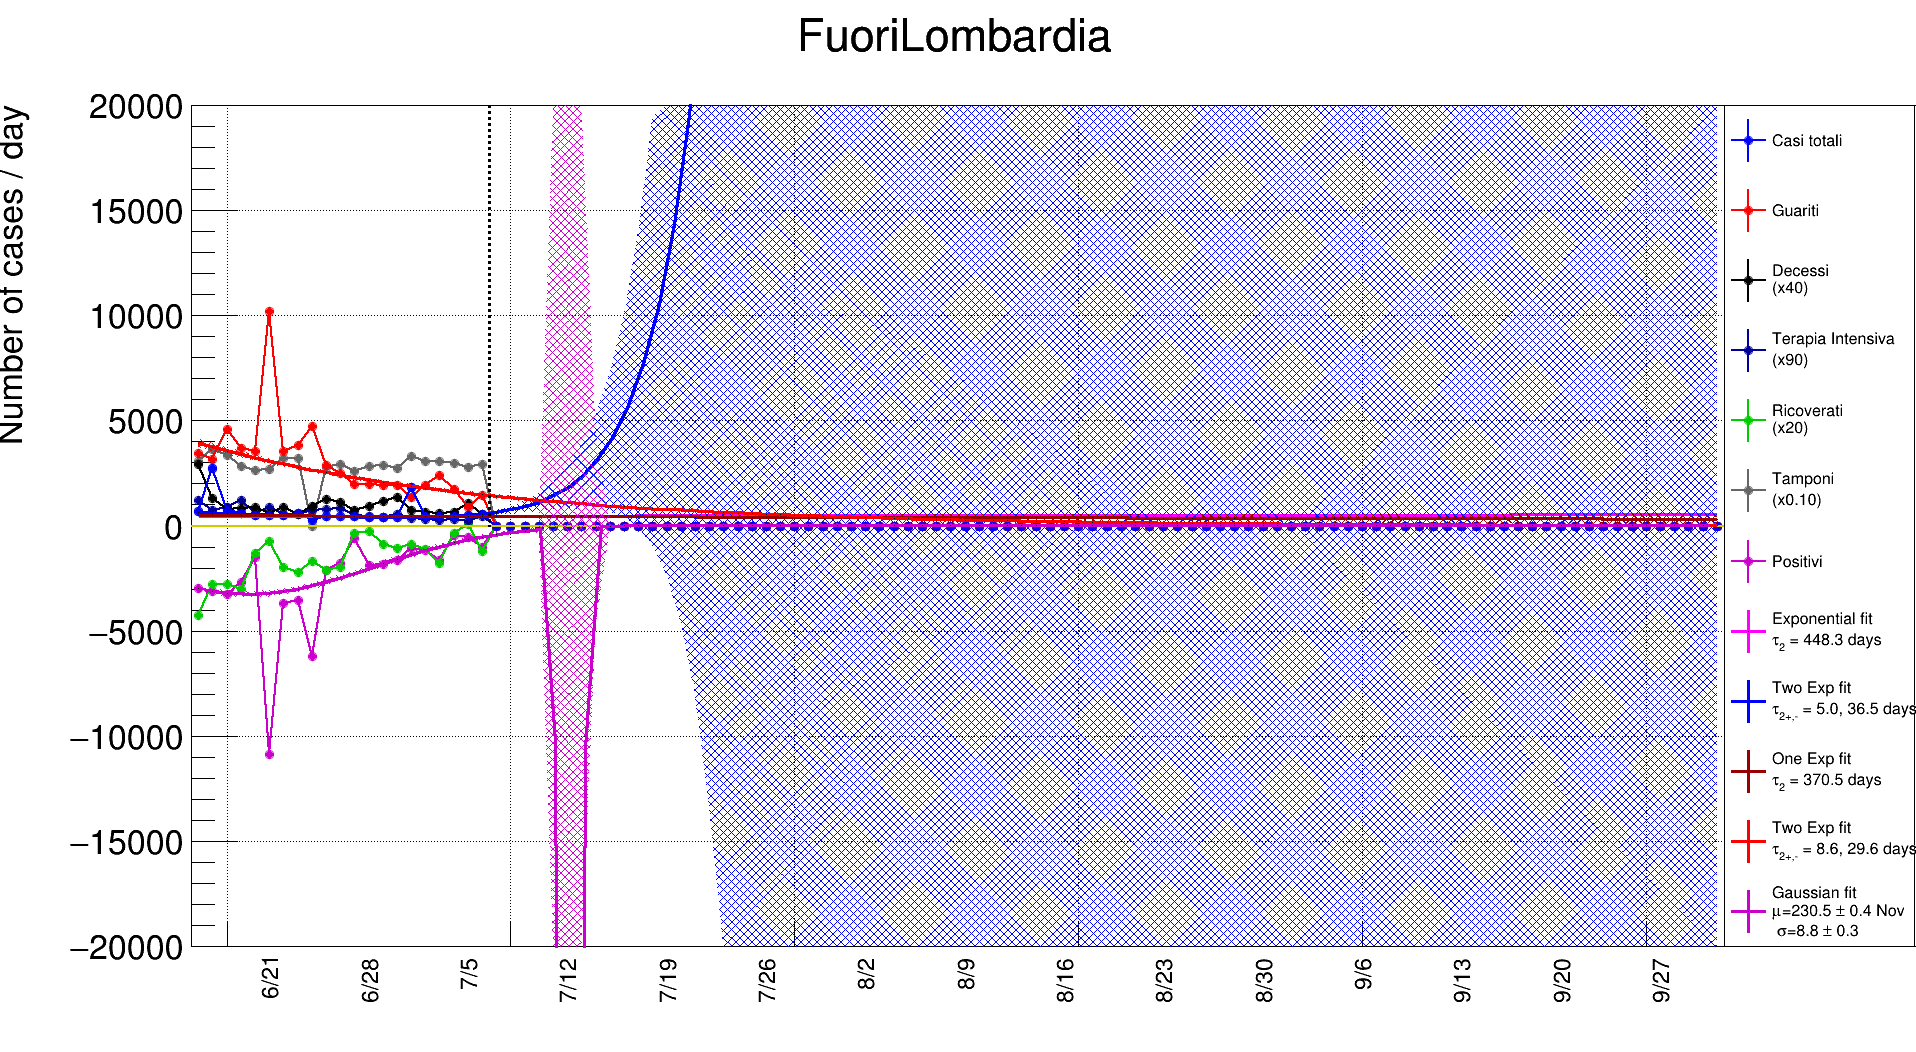 FuoriLombardia
Number of cases / day
20000
15000
10000
5000
0
−5000
−10000
−15000
−20000
6/21
6/28
7/5
7/12
7/19
7/26
8/2
8/9
8/16
8/23
8/30
9/6
9/13
9/20
9/27
Casi totali
Guariti
Decessi
(x40)
Terapia Intensiva
(x90)
Ricoverati
(x20)
Tamponi
(x0.10)
Positivi
Exponential fit
τ2 = 448.3 days
Two Exp fit
τ2+,- = 5.0, 36.5 days
One Exp fit
τ2 = 370.5 days
Two Exp fit
τ2+,- = 8.6, 29.6 days
Gaussian fit
μ=230.5 ± 0.4 Nov
σ=8.8 ± 0.3